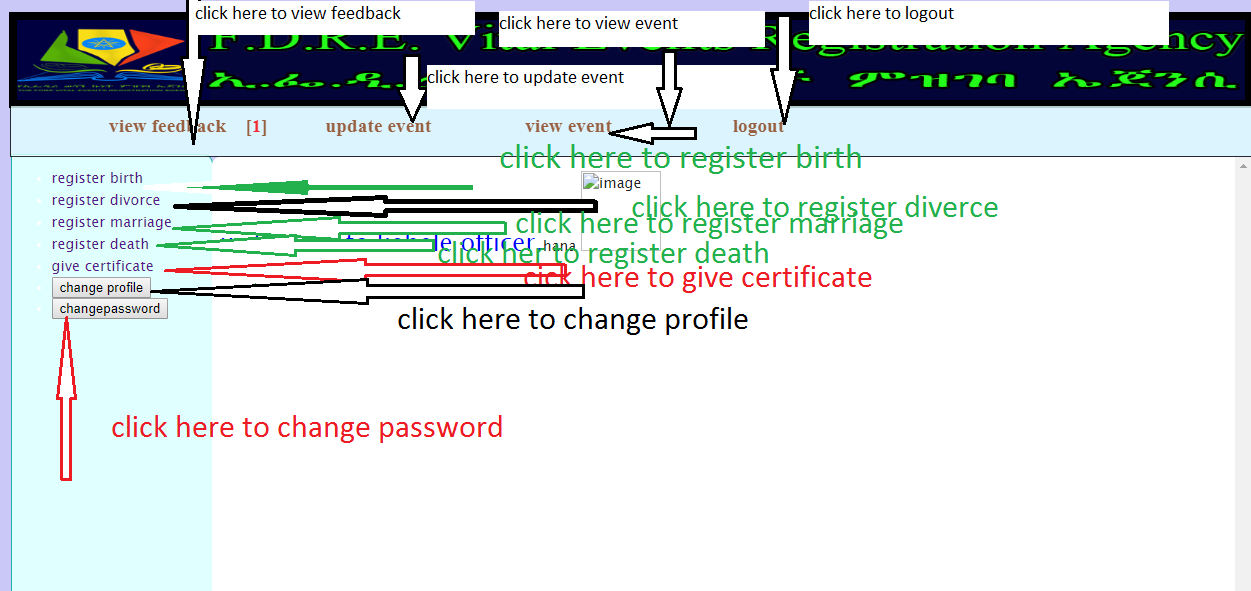 click here to view feedback
click here to view event
click here to logout
F.D.R.E. Vital Events Registration Agency
click here to update event
ምዝገባ ኤጀንሲ
view feedback [1]
update event
view event
logout
click here to register birth
register birth
image
register divorce
click here to register diverce
register marriage
click here to register marriage
register death
to kebele officer. hana
click her to register death
give certificate
cick here to give certificate
change profile
changepassword
click here to change profile
click here to change password